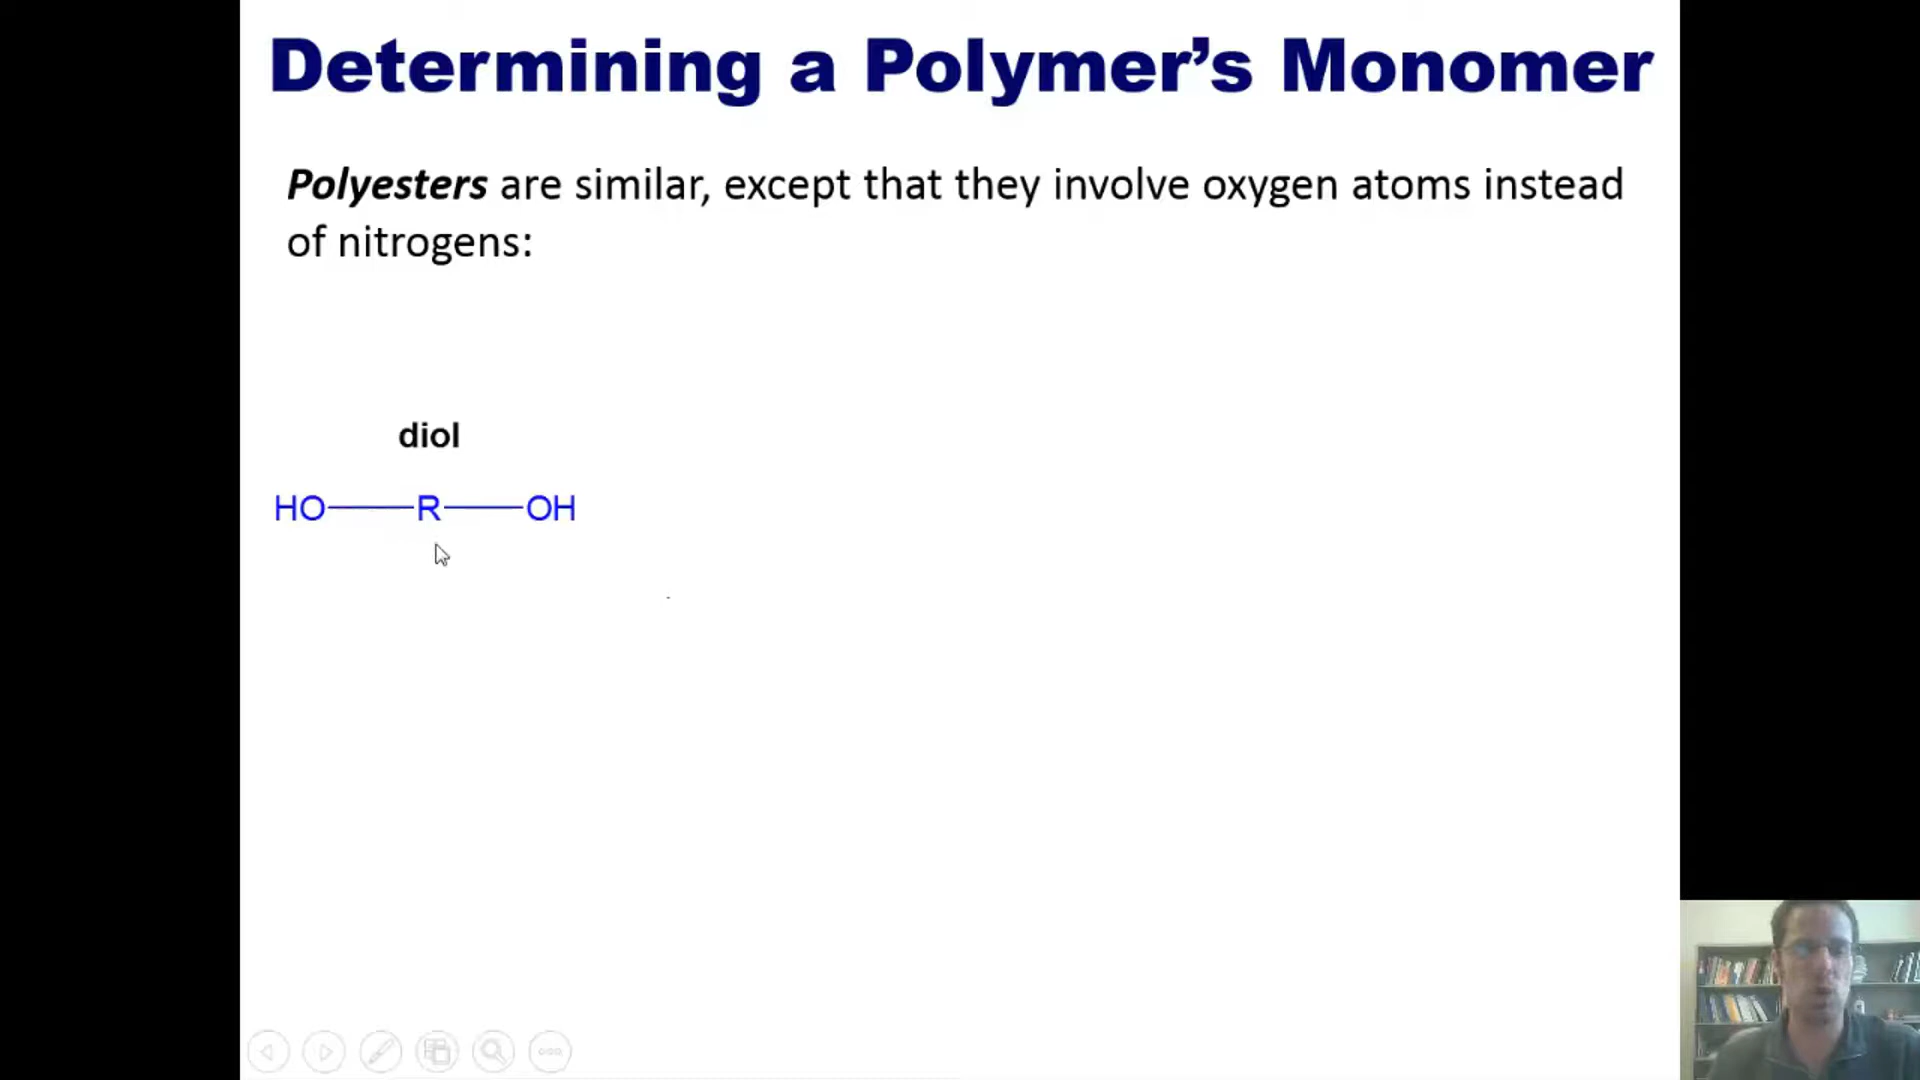 Determining a Polymer’s Monomer
Polyesters are similar, except that they involve oxygen atoms instead
of nitrogens:
diol
HO R OH